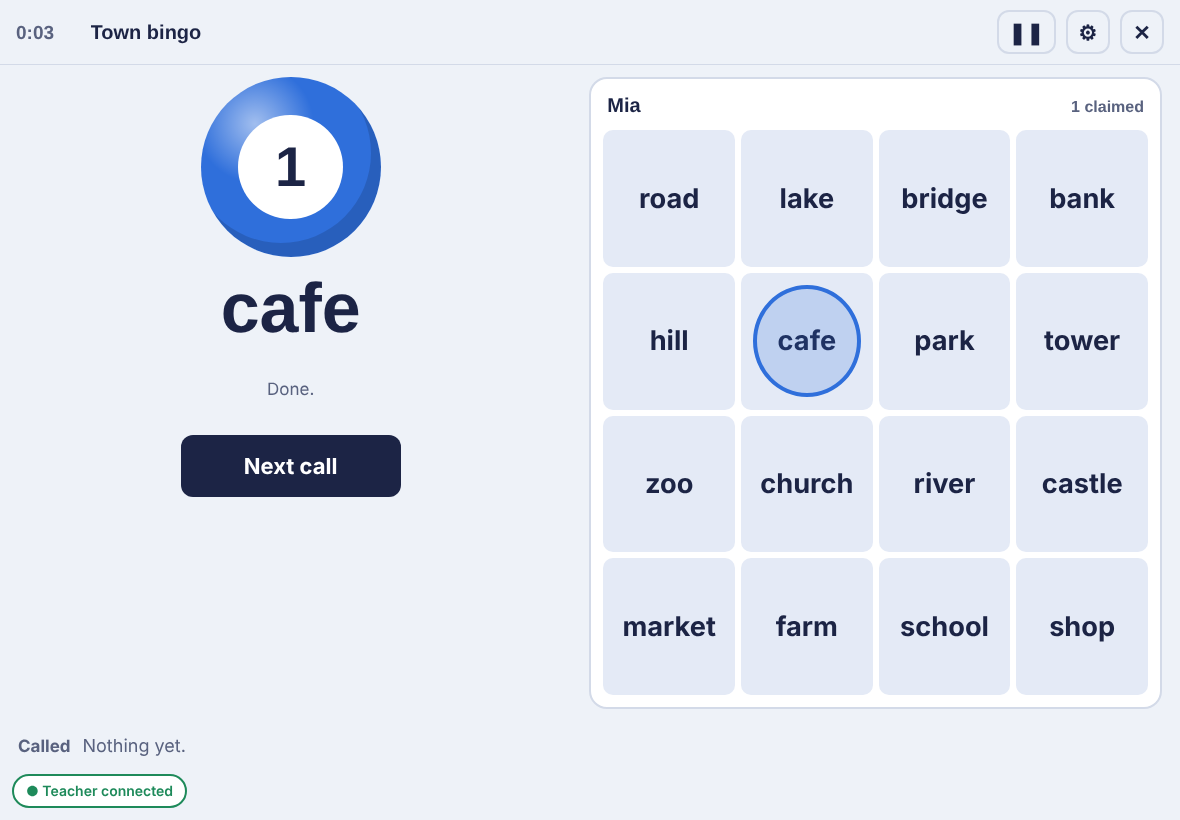 0:03 Town bingo
1
cafe
Done.
Next call
Mia 1 claimed
road lake bridge bank
hill cafe park tower
zoo church river castle
market farm school shop
Called Nothing yet.
Teacher connected